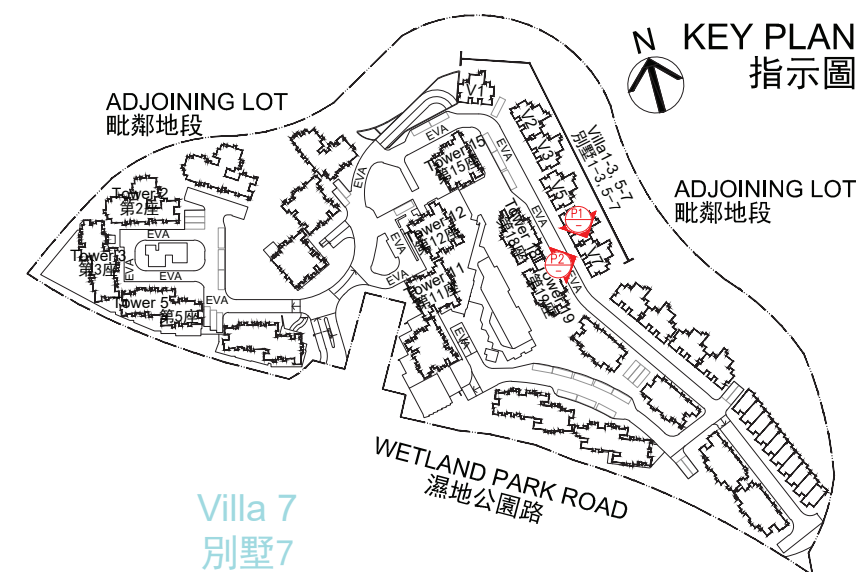 N KEY PLAN
指示圖
ADJOINING LOT
毗鄰地段
V1
V2
V3
V5
V7
Villa1-3, 5-7
別墅1-3, 5-7
ADJOINING LOT
毗鄰地段
EVA
EVA
EVA
EVA
EVA
EVA
EVA
EVA
EVA
EVA
EVA
EVA
EVA
Tower 15
第15座
Tower 2
第2座
Tower 3
第3座
Tower 5
第5座
Tower 12
第12座
Tower 11
第11座
Tower 18
第18座
Tower 19
第19座
P1
P2
WETLAND PARK ROAD
濕地公園路
Villa 7
別墅7